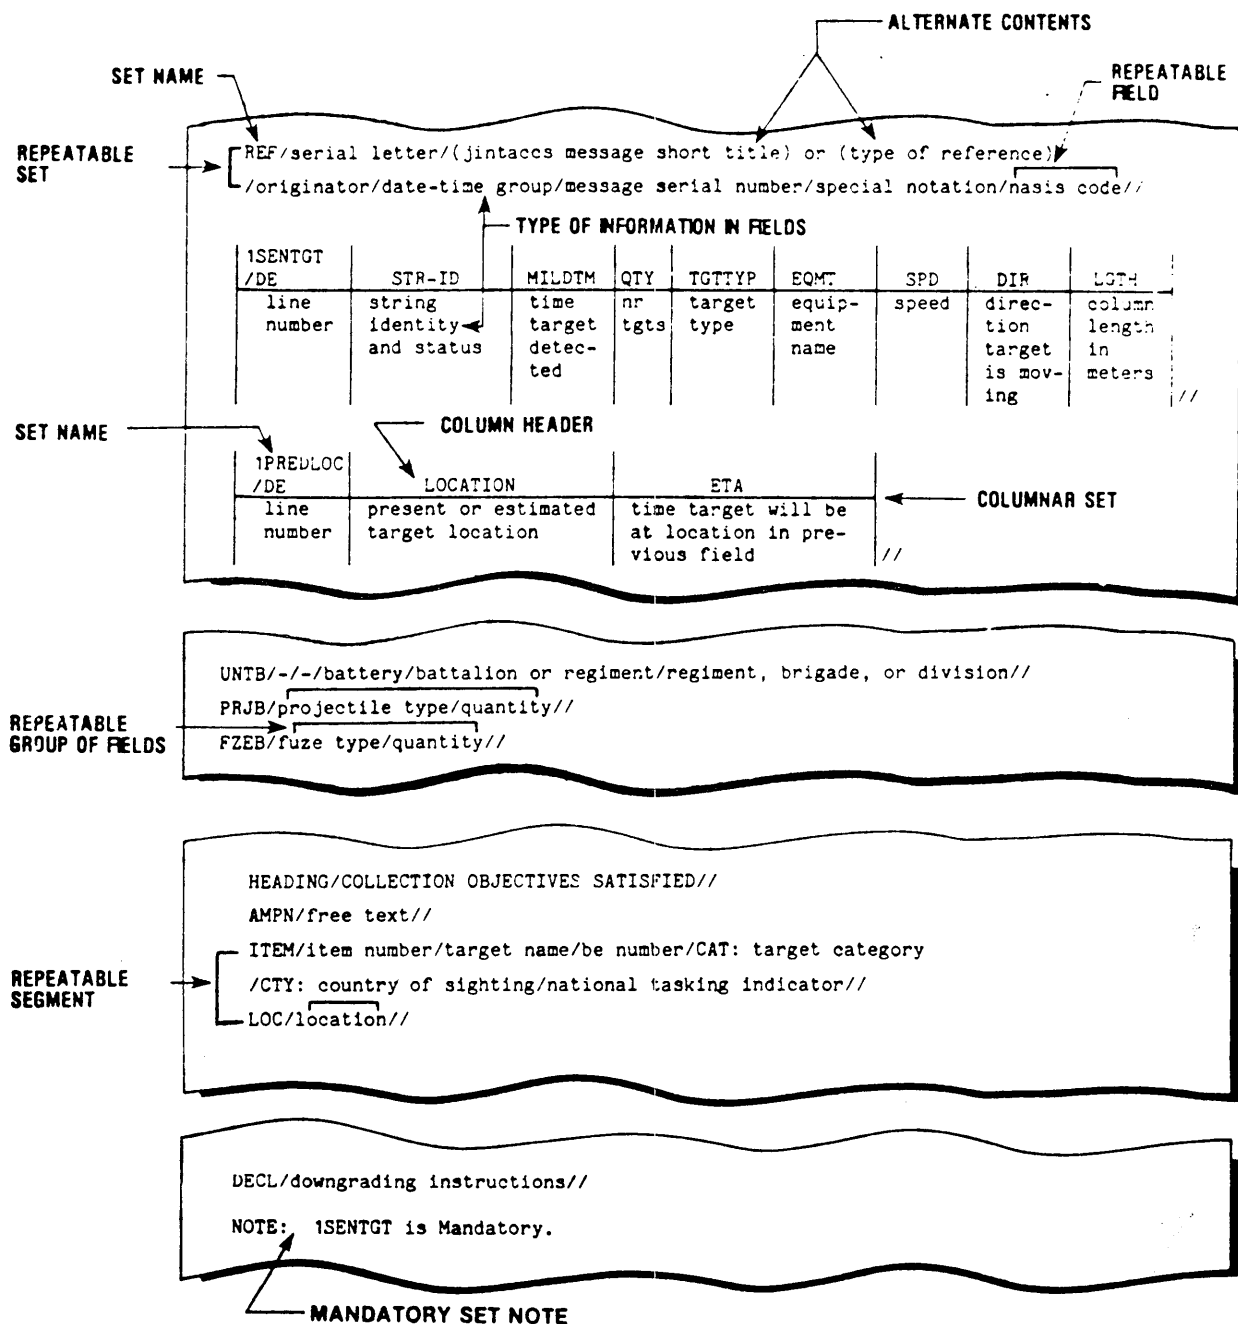 ALTERNATE CONTENTS
SET NAME
REPEATABLE
FIELD
REPEATABLE
SET
REF/serial letter/(jintaccs message short title) or (type of reference)
/originator/date-time group/message serial number/special notation/nasis code//
TYPE OF INFORMATION IN FIELDS
1SENTGT
/DE STR-ID MILDTM QTY TGTTYP EQMT SPD DIR LGTH
line string time nr target equip- speed direc- column
number identity target tgts type ment tion length
and status detec- name target in
ted is mov- meters
ing //
SET NAME
COLUMN HEADER
1PREDLOC
/DE LOCATION ETA
COLUMNAR SET
line present or estimated time target will be
number target location at location in pre-
vious field //
UNTB/-/-/battery/battalion or regiment/regiment, brigade, or division//
PRJB/projectile type/quantity//
REPEATABLE
GROUP OF FIELDS
FZEB/fuze type/quantity//
HEADING/COLLECTION OBJECTIVES SATISFIED//
AMPN/free text//
ITEM/item number/target name/be number/CAT: target category
/CTY: country of sighting/national tasking indicator//
REPEATABLE
SEGMENT
LOC/location//
DECL/downgrading instructions//
NOTE: 1SENTGT is Mandatory.
MANDATORY SET NOTE